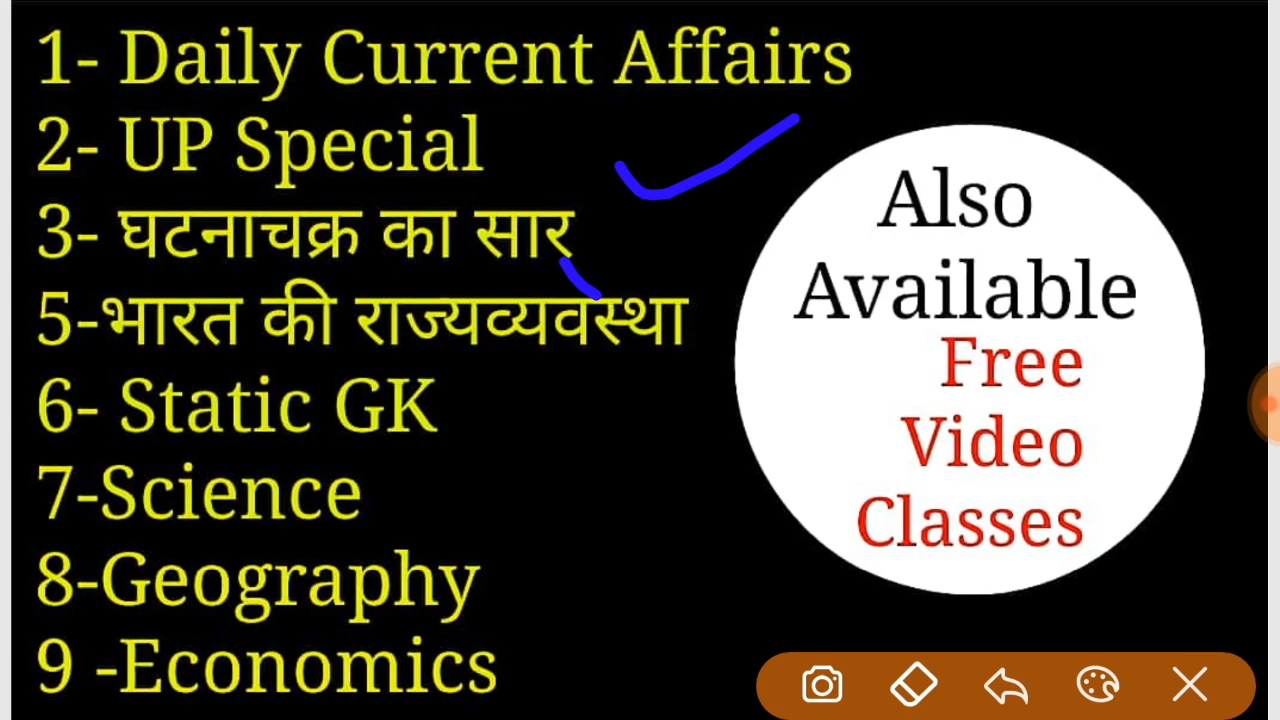 1- Daily Current Affairs
2- UP Special
3- घटनाचक्र का सार
5-भारत की राज्यव्यवस्था
6- Static GK
7-Science
8-Geography
9 -Economics
Also
Available
Free
Video
Classes